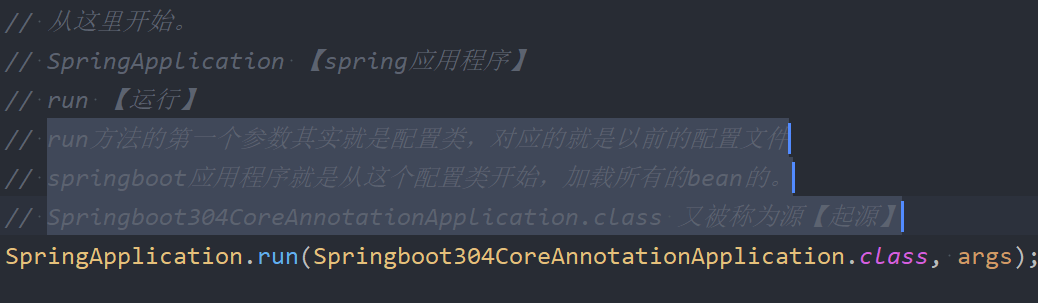 // 从这里开始。
// SpringApplication 【spring应用程序】
// run 【运行】
// run方法的第一个参数其实就是配置类，对应的就是以前的配置文件
// springboot应用程序就是从这个配置类开始，加载所有的bean的。
// Springboot304CoreAnnotationApplication.class 又被称为源【起源】
SpringApplication.run(Springboot304CoreAnnotationApplication.class, args);